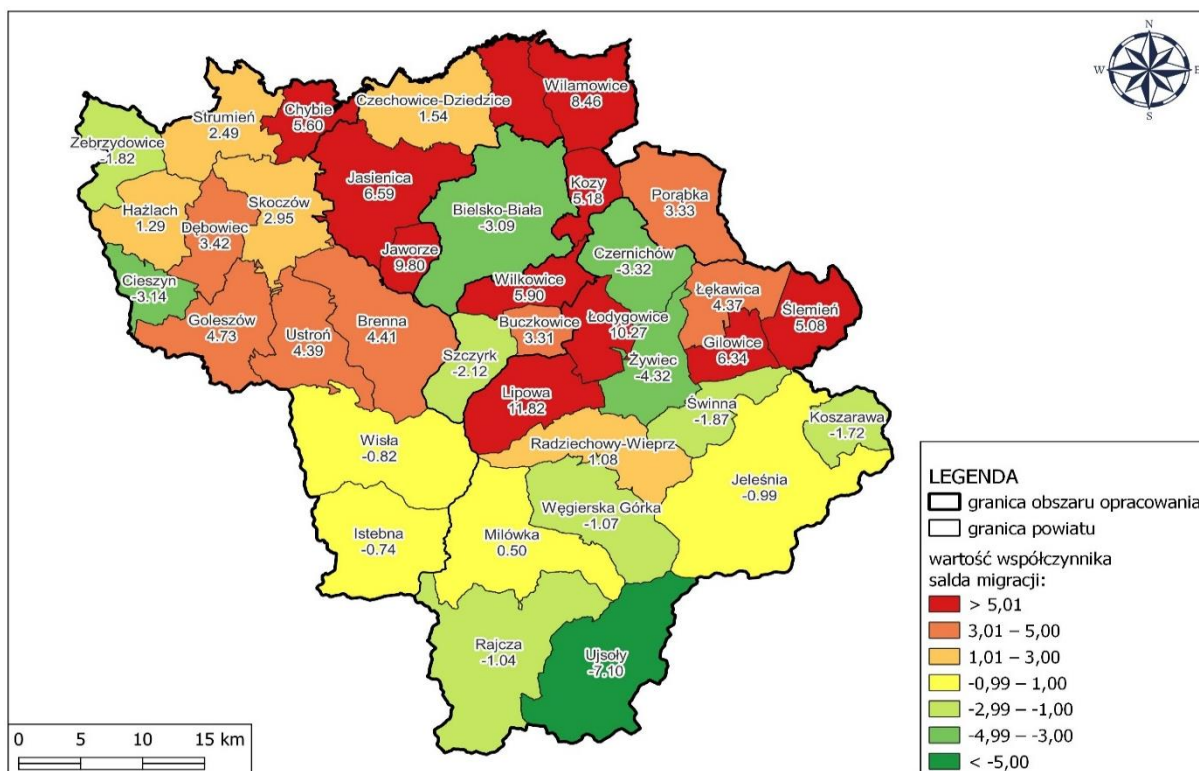 N
W
E
S
Wilamowice
8.46
Czechowice-Dziedzice
1.54
Chybie
5.60
Strumień
2.49
Zebrzydowice
-1.82
Jasienica
6.59
Kozy
5.18
Porąbka
3.33
Skoczów
2.95
Hażlach
1.29
Dębowiec
3.42
Bielsko-Biała
-3.09
Jaworze
9.80
Czernichów
-3.32
Cieszyn
-3.14
Wilkowice
5.90
Łękawica
4.37
Ślemień
5.08
Goleszów
4.73
Ustroń
4.39
Brenna
4.41
Buczkowice
3.31
Łodygowice
10.27
Gilowice
6.34
Szczyrk
-2.12
Żywiec
-4.32
Lipowa
11.82
Świnna
-1.87
Koszarawa
-1.72
Wisła
-0.82
Radziechowy-Wieprz
1.08
Jeleśnia
-0.99
Węgierska Górka
-1.07
Istebna
-0.74
Milówka
0.50
Rajcza
-1.04
Ujsoły
-7.10
LEGENDA
granica obszaru opracowania
granica powiatu
wartość współczynnika
salda migracji:
> 5,01
3,01 – 5,00
1,01 – 3,00
-0,99 – 1,00
-2,99 – -1,00
-4,99 – -3,00
< -5,00
0 5 10 15 km